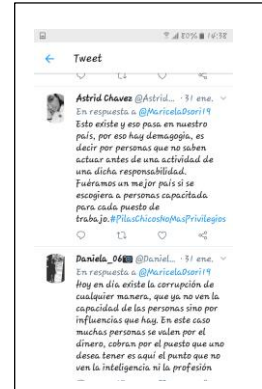 80% 14:38
Tweet
Astrid Chavez @Astrid... · 31 ene.
En respuesta a @MaricelaOsori19
Esto existe y eso pasa en nuestro
país, por eso hay demagogia, es
decir por personas que no saben
actuar antes de una actividad de
una dicha responsabilidad.
Fuéramos un mejor país si se
escogiera a personas capacitada
para cada puesto de
trabajo.#PilasChicosNoMasPrivilegios
Daniela_06 @Daniel... · 31 ene.
En respuesta a @MaricelaOsori19
Hoy en día existe la corrupción de
cualquier manera, que ya no ven la
capacidad de las personas sino por
influencias que hay. En este caso
muchas personas se valen por el
dinero, cobran por el puesto que uno
desea tener es aquí el punto que no
ven la inteligencia ni la profesión